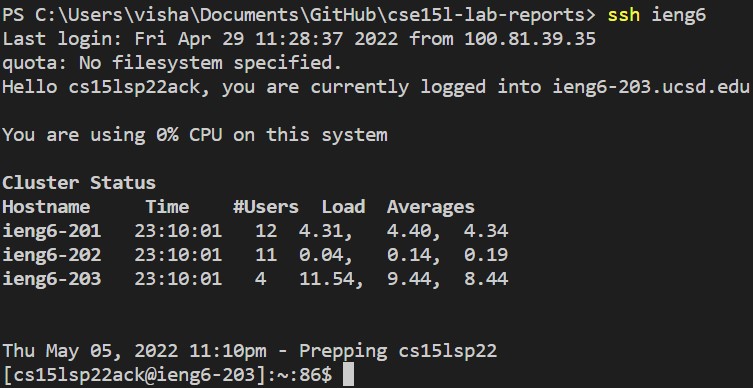 PS C:\Users\visha\Documents\GitHub\cse15l-lab-reports> ssh ieng6
Last login: Fri Apr 29 11:28:37 2022 from 100.81.39.35
quota: No filesystem specified.
Hello cs15lsp22ack, you are currently logged into ieng6-203.ucsd.edu
You are using 0% CPU on this system
Cluster Status
Hostname     Time    #Users  Load  Averages
ieng6-201   23:10:01   12  4.31,  4.40,  4.34
ieng6-202   23:10:01   11  0.04,  0.14,  0.19
ieng6-203   23:10:01   4   11.54,  9.44,  8.44
Thu May 05, 2022 11:10pm - Prepping cs15lsp22
[cs15lsp22ack@ieng6-203]:~:86$